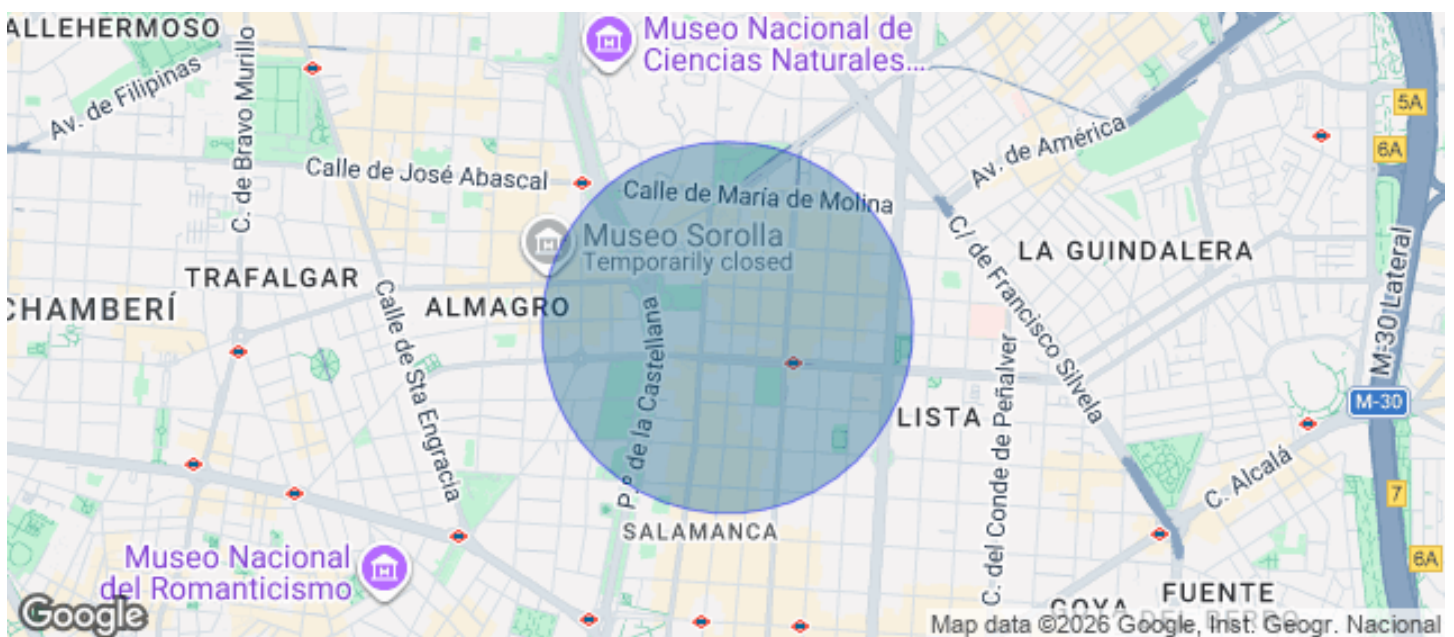 ALLEHERMOSO
Av. de Filipinas
C. de Bravo Murillo
Museo Nacional de
Ciencias Naturales...
5A
6A
Av. de América
Calle de José Abascal
Calle de María de Molina
C/ de Francisco Silvela
Museo Sorolla
Temporarily closed
LA GUINDALERA
M-30 Lateral
TRAFALGAR
CHAMBERÍ
ALMAGRO
Calle de Sta Engracia
P.º de la Castellana
C. del Conde de Peñalver
M-30
LISTA
C. Alcalá
7
SALAMANCA
Museo Nacional
del Romanticismo
6A
FUENTE
GOYA
DEL BERRO
Google
Map data ©2026 Google, Inst. Geogr. Nacional